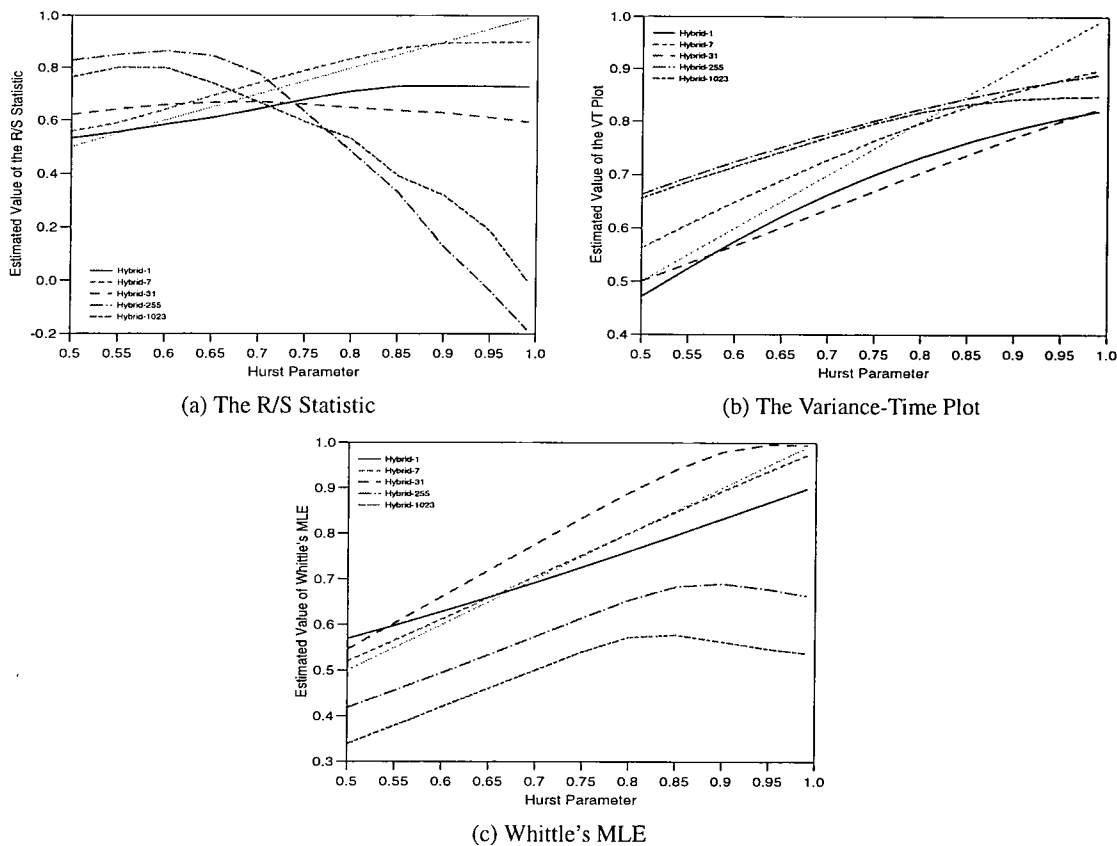 1.0
0.8
0.6
0.4
0.2
0.0
-0.2
Estimated Value of the R/S Statistic
Hybrid-1
Hybrid-7
Hybrid-31
Hybrid-255
Hybrid-1023
0.5 0.55 0.6 0.65 0.7 0.75 0.8 0.85 0.9 0.95 1.0
Hurst Parameter
(a) The R/S Statistic
1.0
0.9
0.8
0.7
0.6
0.5
0.4
Estimated Value of the VT Plot
Hybrid-1
Hybrid-7
Hybrid-31
Hybrid-255
Hybrid-1023
0.5 0.55 0.6 0.65 0.7 0.75 0.8 0.85 0.9 0.95 1.0
Hurst Parameter
(b) The Variance-Time Plot
1.0
0.9
0.8
0.7
0.6
0.5
0.4
0.3
Estimated Value of Whittle's MLE
Hybrid-1
Hybrid-7
Hybrid-31
Hybrid-255
Hybrid-1023
0.5 0.55 0.6 0.65 0.7 0.75 0.8 0.85 0.9 0.95 1.0
Hurst Parameter
(c) Whittle's MLE